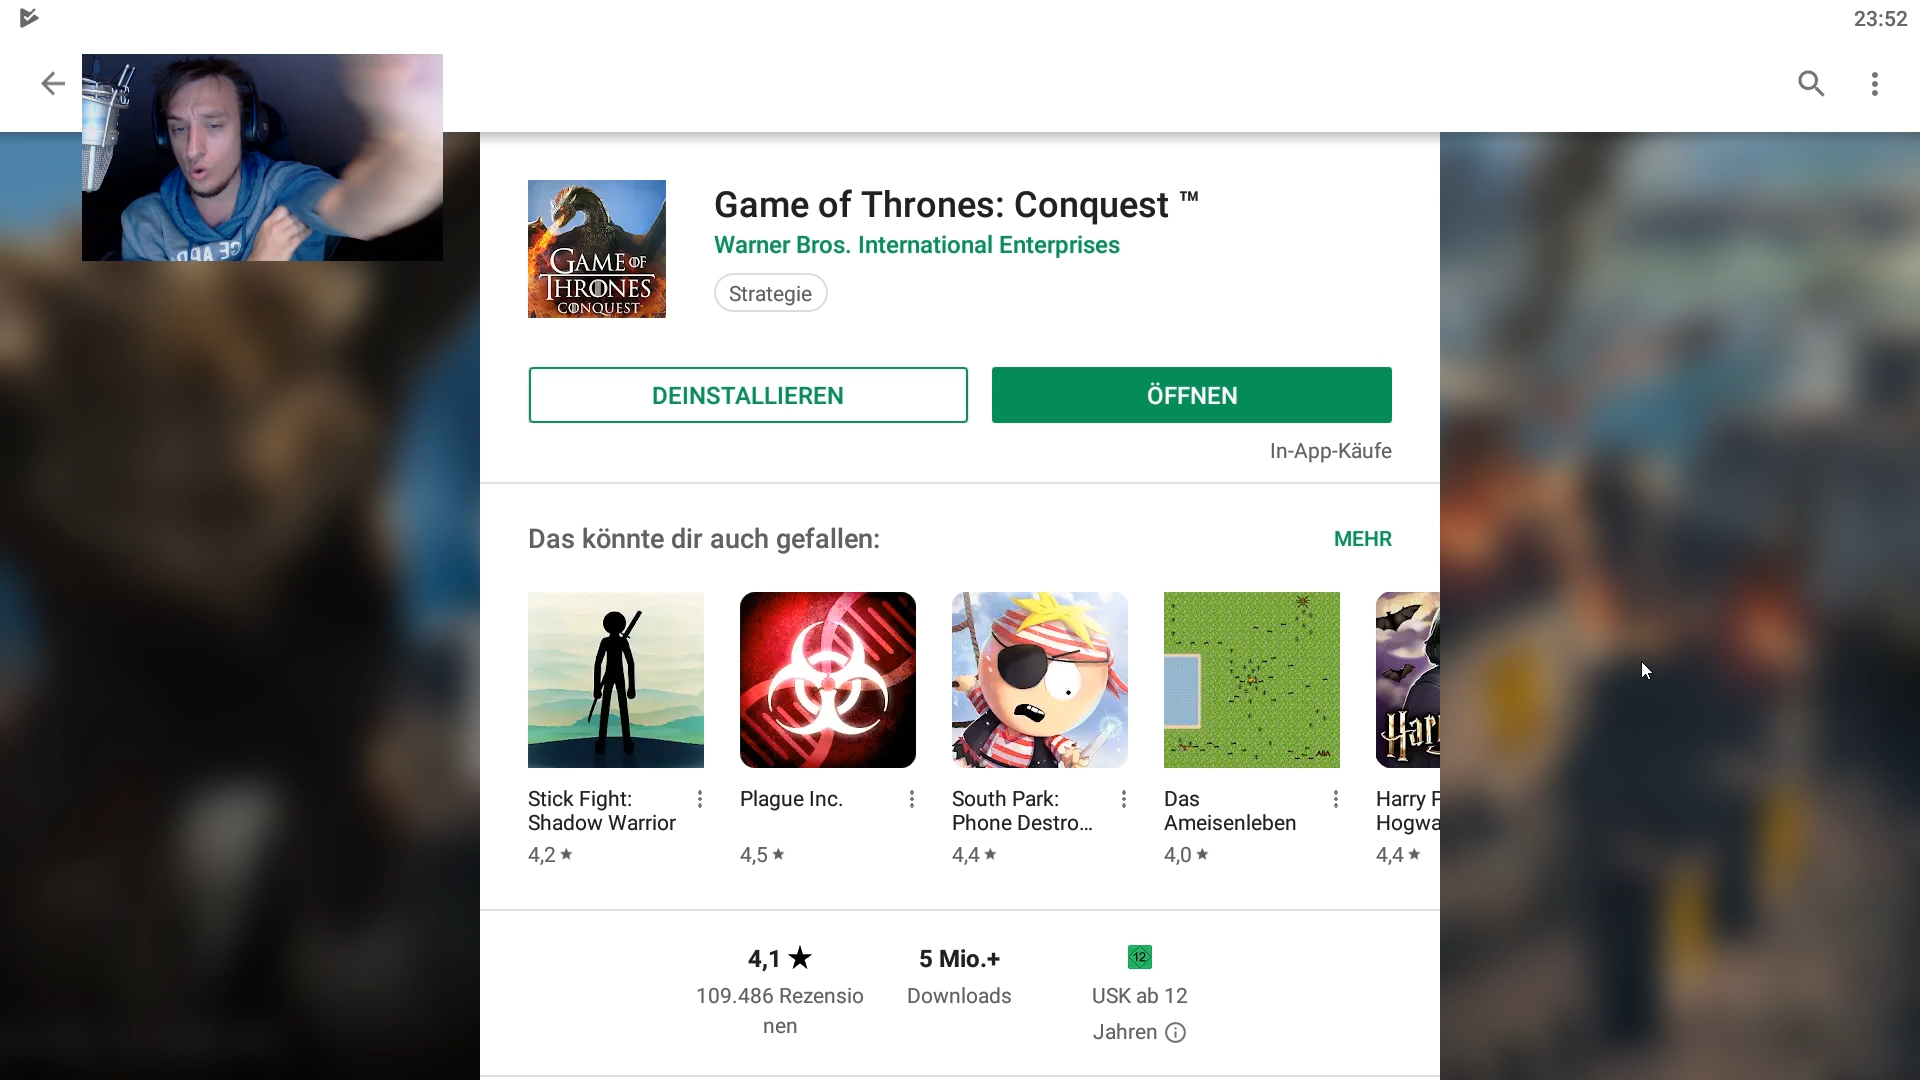 23:52
Game of Thrones: Conquest ™
Warner Bros. International Enterprises
Strategie
GAME OF
THRONES
CONQUEST
DEINSTALLIEREN
ÖFFNEN
In-App-Käufe
Das könnte dir auch gefallen:
MEHR
Stick Fight:
Shadow Warrior
4,2 ★
Plague Inc.
4,5 ★
South Park:
Phone Destro…
4,4 ★
Das
Ameisenleben
4,0 ★
Harry P
Hogwa
4,4 ★
4,1 ★
109.486 Rezensio
nen
5 Mio.+
Downloads
12
USK ab 12
Jahren